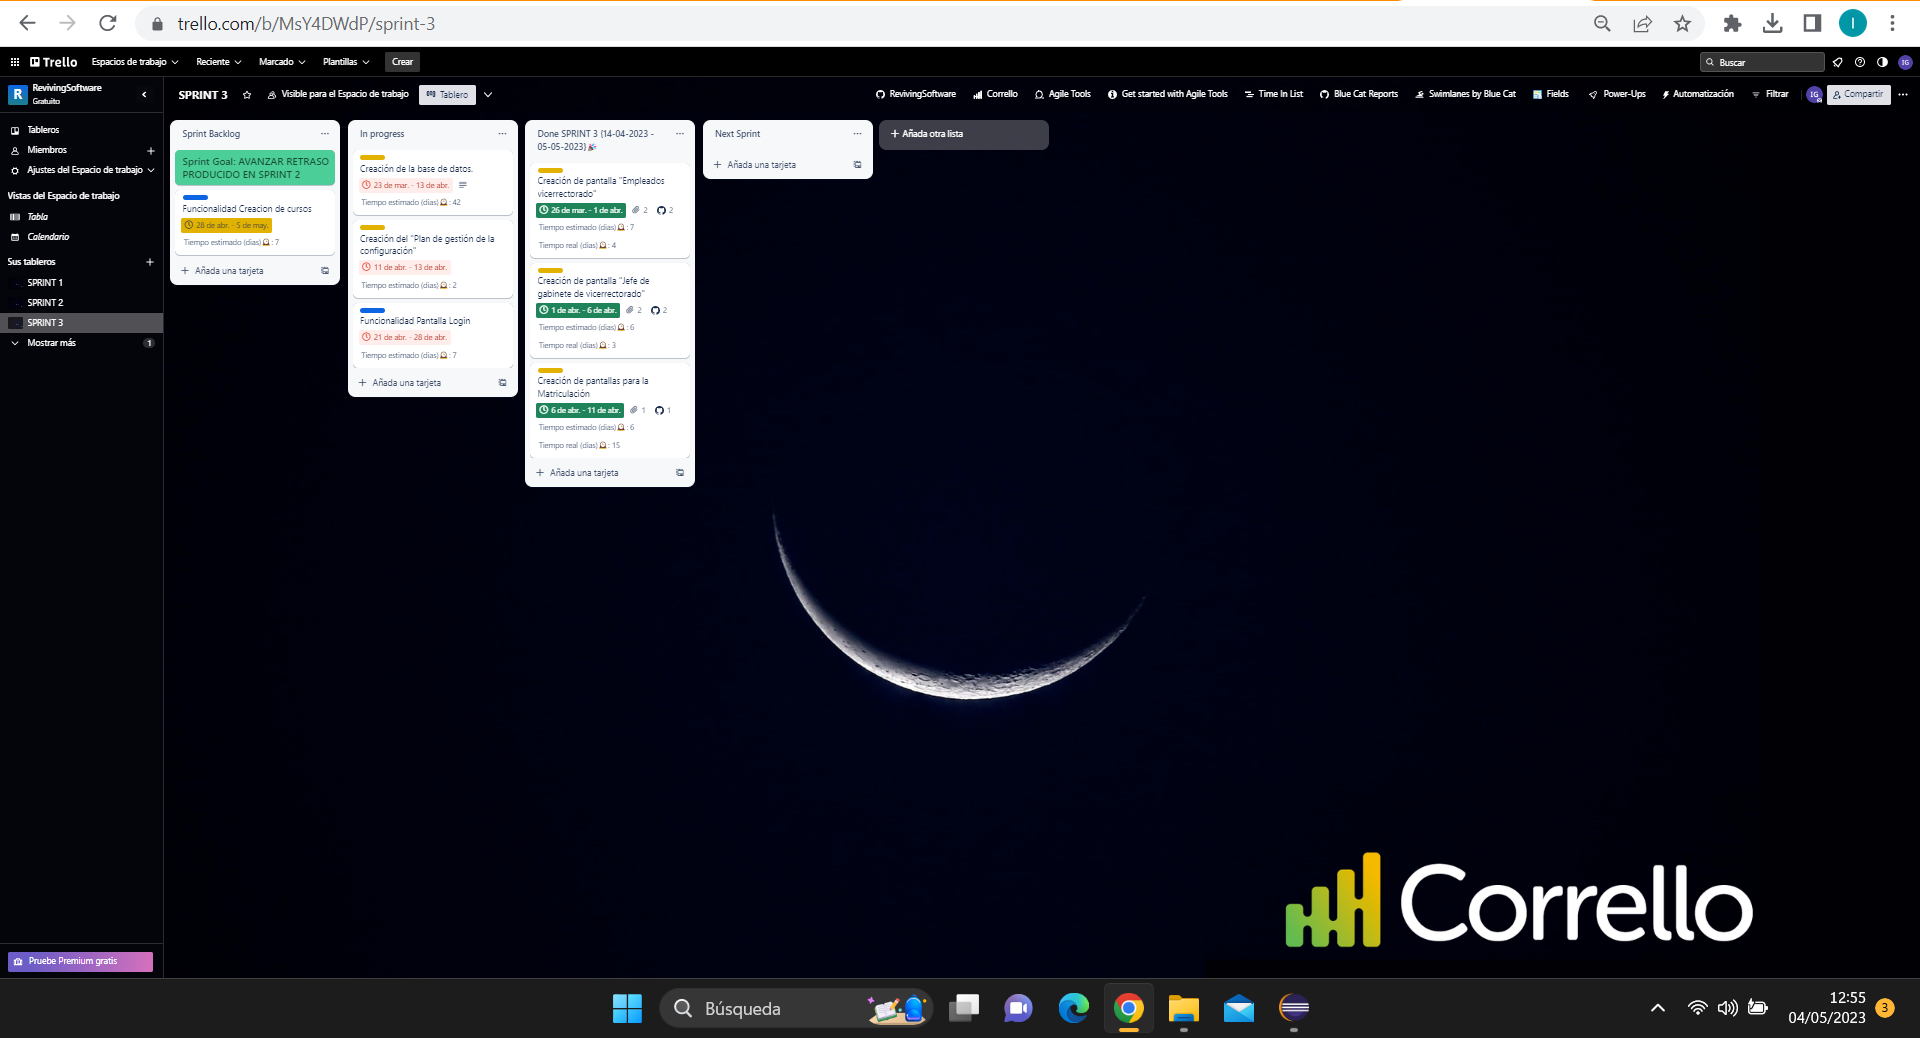 trello.com/b/MsY4DWdP/sprint-3
I
Trello
Espacios de trabajo
Reciente
Marcado
Plantillas
Crear
Buscar
IG
R
RevivingSoftware
Gratuito
SPRINT 3
Visible para el Espacio de trabajo
Tablero
RevivingSoftware
Corrello
Agile Tools
Get started with Agile Tools
Time In List
Blue Cat Reports
Swimlanes by Blue Cat
Fields
Power-Ups
Automatización
Filtrar
IG
Compartir
Tableros
Miembros
Ajustes del Espacio de trabajo
Vistas del Espacio de trabajo
Tabla
Calendario
Sus tableros
SPRINT 1
SPRINT 2
SPRINT 3
Mostrar más
1
Pruebe Premium gratis
Sprint Backlog
Sprint Goal: AVANZAR RETRASO
PRODUCIDO EN SPRINT 2
Funcionalidad Creacion de cursos
28 de abr. - 5 de may.
Tiempo estimado (días)🕰: 7
Añada una tarjeta
In progress
Creación de la base de datos.
23 de mar. - 13 de abr.
Tiempo estimado (días)🕰: 42
Creación del "Plan de gestión de la
configuración"
11 de abr. - 13 de abr.
Tiempo estimado (días)🕰: 2
Funcionalidad Pantalla Login
21 de abr. - 28 de abr.
Tiempo estimado (días)🕰: 7
Añada una tarjeta
Done SPRINT 3 (14-04-2023 -
05-05-2023)🎉
Creación de pantalla "Empleados
vicerrectorado"
26 de mar. - 1 de abr. 2 2
Tiempo estimado (días)🕰: 7
Tiempo real (días)🕰: 4
Creación de pantalla "Jefe de
gabinete de vicerrectorado"
1 de abr. - 6 de abr. 2 2
Tiempo estimado (días)🕰: 6
Tiempo real (días)🕰: 3
Creación de pantallas para la
Matriculación
6 de abr. - 11 de abr. 1 1
Tiempo estimado (días)🕰: 6
Tiempo real (días)🕰: 15
Añada una tarjeta
Next Sprint
Añada una tarjeta
Añada otra lista
Corrello
Búsqueda
12:55
04/05/2023
3